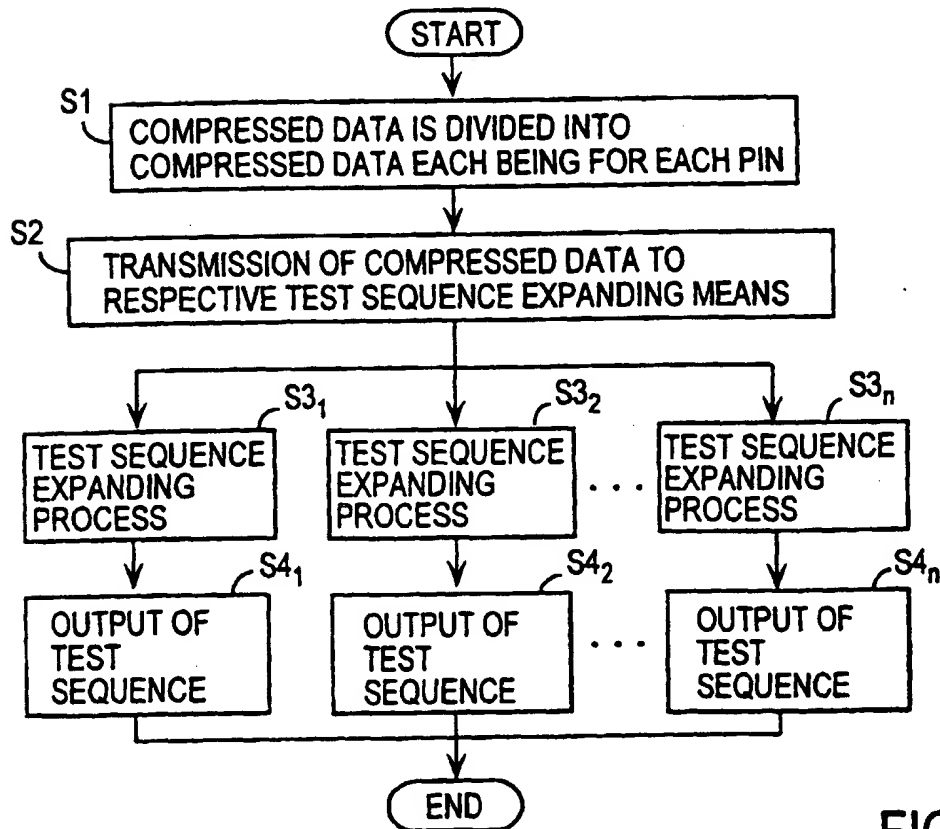 START
S1
COMPRESSED DATA IS DIVIDED INTO
COMPRESSED DATA EACH BEING FOR EACH PIN
S2
TRANSMISSION OF COMPRESSED DATA TO
RESPECTIVE TEST SEQUENCE EXPANDING MEANS
S3₁
TEST SEQUENCE
EXPANDING
PROCESS
S3₂
TEST SEQUENCE
EXPANDING
PROCESS
. . .
S3ₙ
TEST SEQUENCE
EXPANDING
PROCESS
S4₁
OUTPUT OF
TEST
SEQUENCE
S4₂
OUTPUT OF
TEST
SEQUENCE
. . .
S4ₙ
OUTPUT OF
TEST
SEQUENCE
END